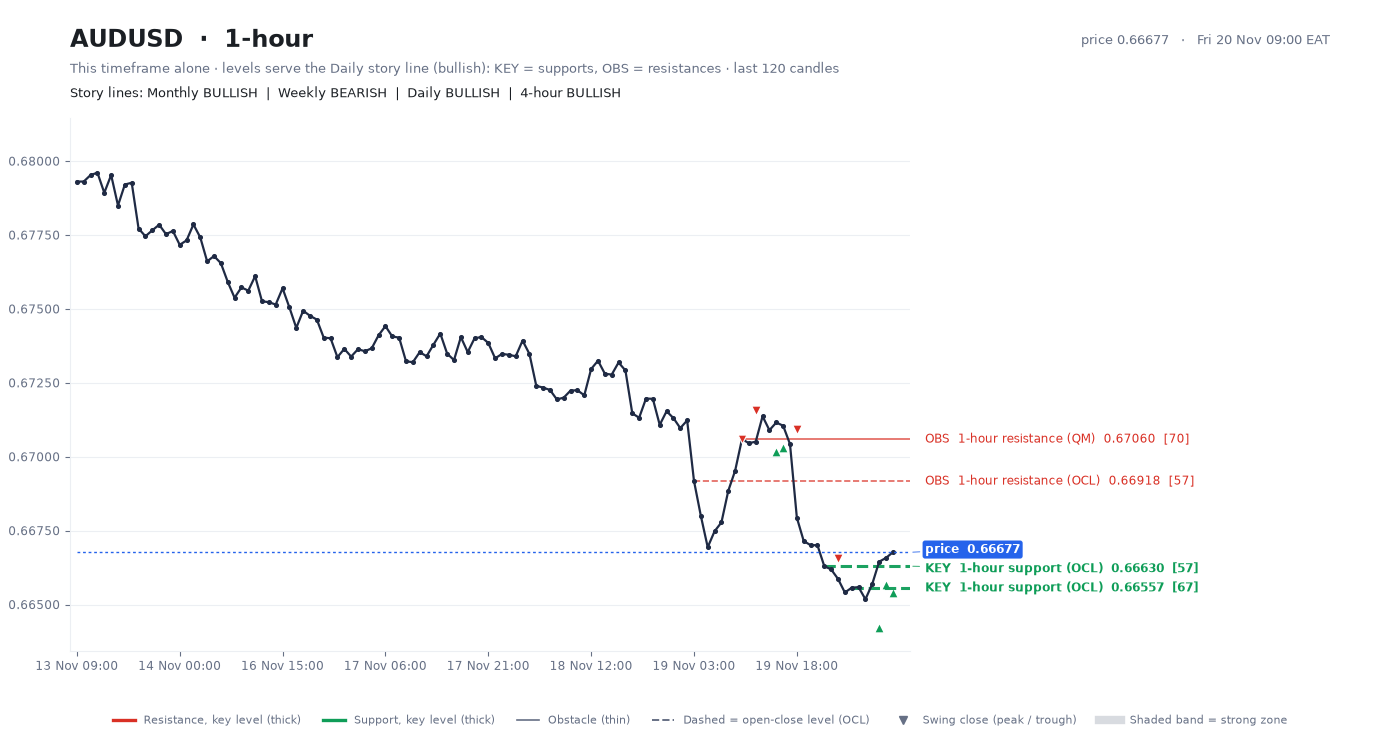 AUDUSD · 1-hour
price 0.66677 · Fri 20 Nov 09:00 EAT
This timeframe alone · levels serve the Daily story line (bullish): KEY = supports, OBS = resistances · last 120 candles
Story lines: Monthly BULLISH | Weekly BEARISH | Daily BULLISH | 4-hour BULLISH
0.68000
0.67750
0.67500
0.67250
0.67000
0.66750
0.66500
OBS 1-hour resistance (QM) 0.67060 [70]
OBS 1-hour resistance (OCL) 0.66918 [57]
price 0.66677
KEY 1-hour support (OCL) 0.66630 [57]
KEY 1-hour support (OCL) 0.66557 [67]
13 Nov 09:00 14 Nov 00:00 16 Nov 15:00 17 Nov 06:00 17 Nov 21:00 18 Nov 12:00 19 Nov 03:00 19 Nov 18:00
Resistance, key level (thick) Support, key level (thick) Obstacle (thin) Dashed = open-close level (OCL) Swing close (peak / trough) Shaded band = strong zone